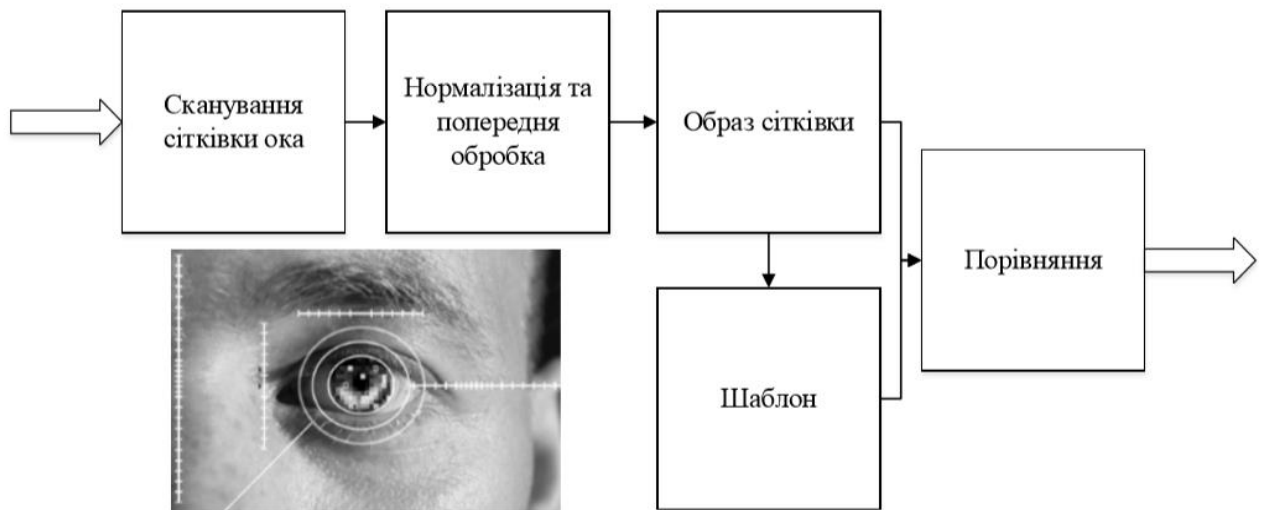 Сканування
сітківки ока
Нормалізація та
попередня
обробка
Образ сітківки
Порівняння
Шаблон